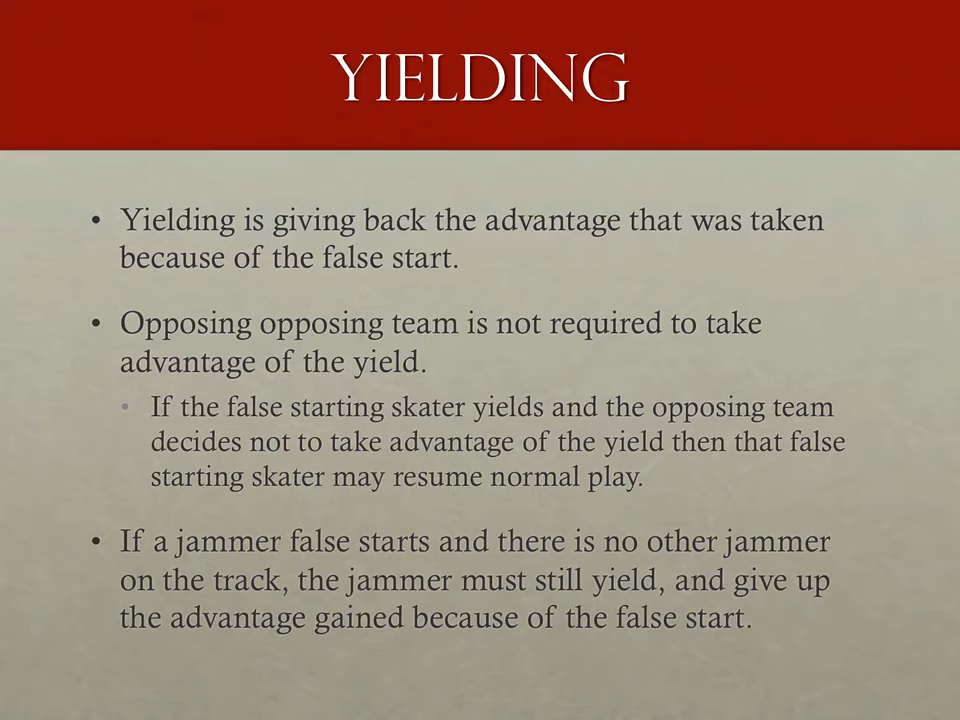 YIELDING
• Yielding is giving back the advantage that was taken
because of the false start.
• Opposing opposing team is not required to take
advantage of the yield.
• If the false starting skater yields and the opposing team
decides not to take advantage of the yield then that false
starting skater may resume normal play.
• If a jammer false starts and there is no other jammer
on the track, the jammer must still yield, and give up
the advantage gained because of the false start.